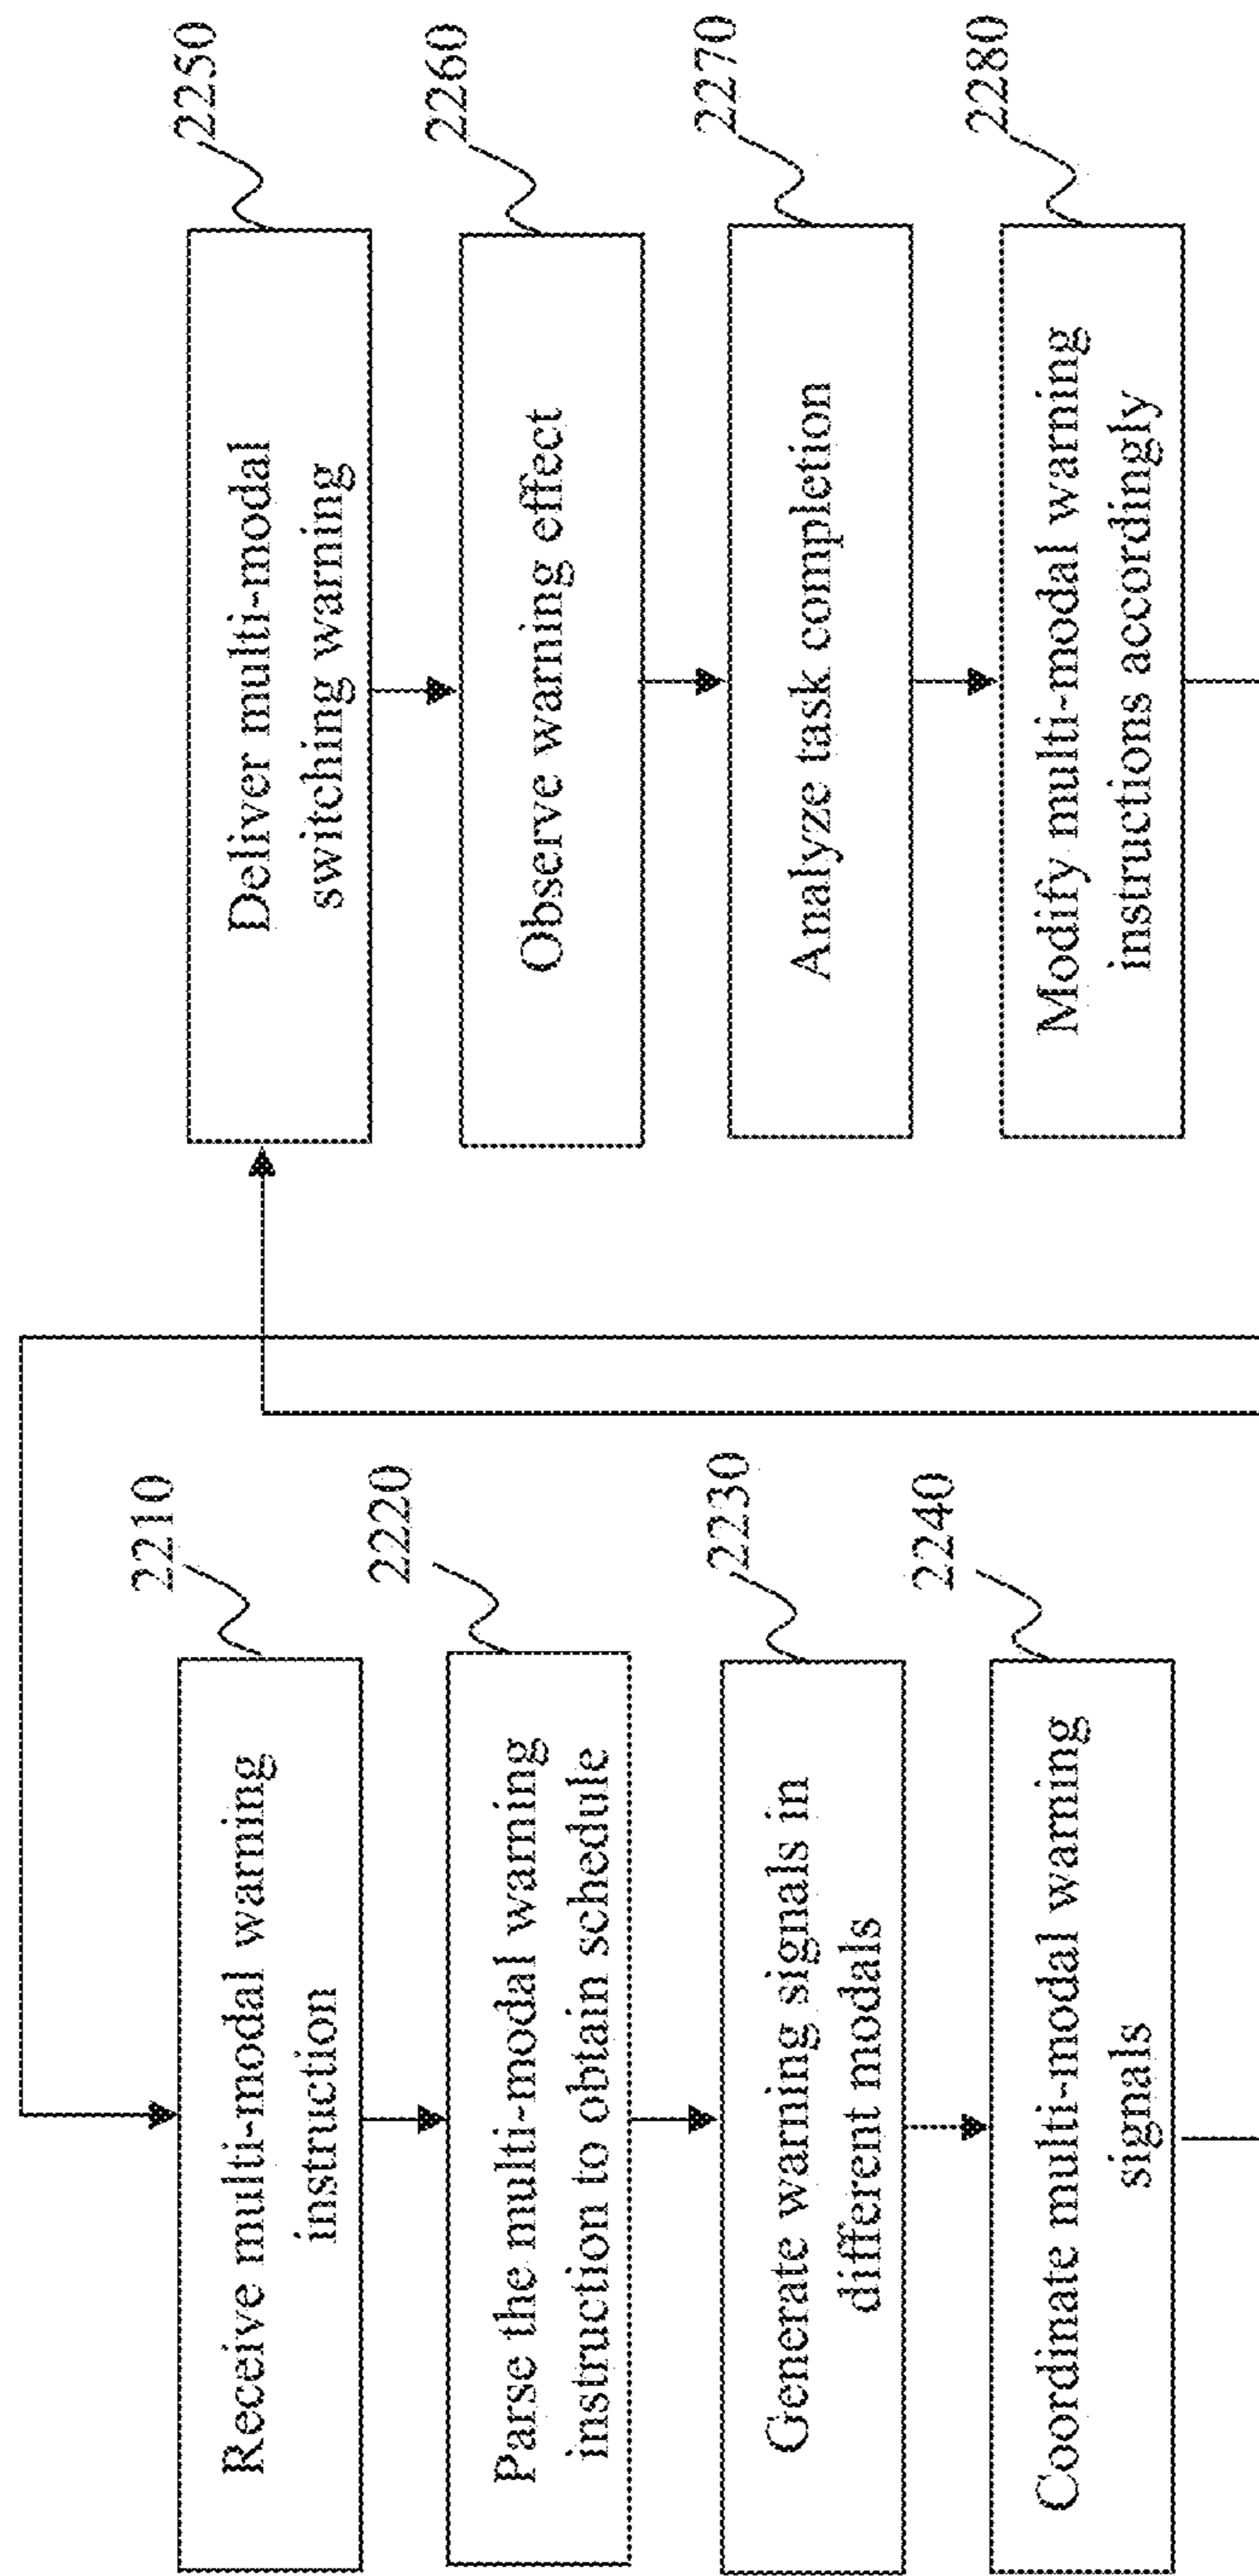 2210
Receive multi-modal warning
instruction
2220
Parse the multi-modal warning
instruction to obtain schedule
2230
Generate warning signals in
different modals
2240
Coordinate multi-modal warning
signals
2250
Deliver multi-modal
switching warning
2260
Observe warning effect
2270
Analyze task completion
2280
Modify multi-modal warning
instructions accordingly